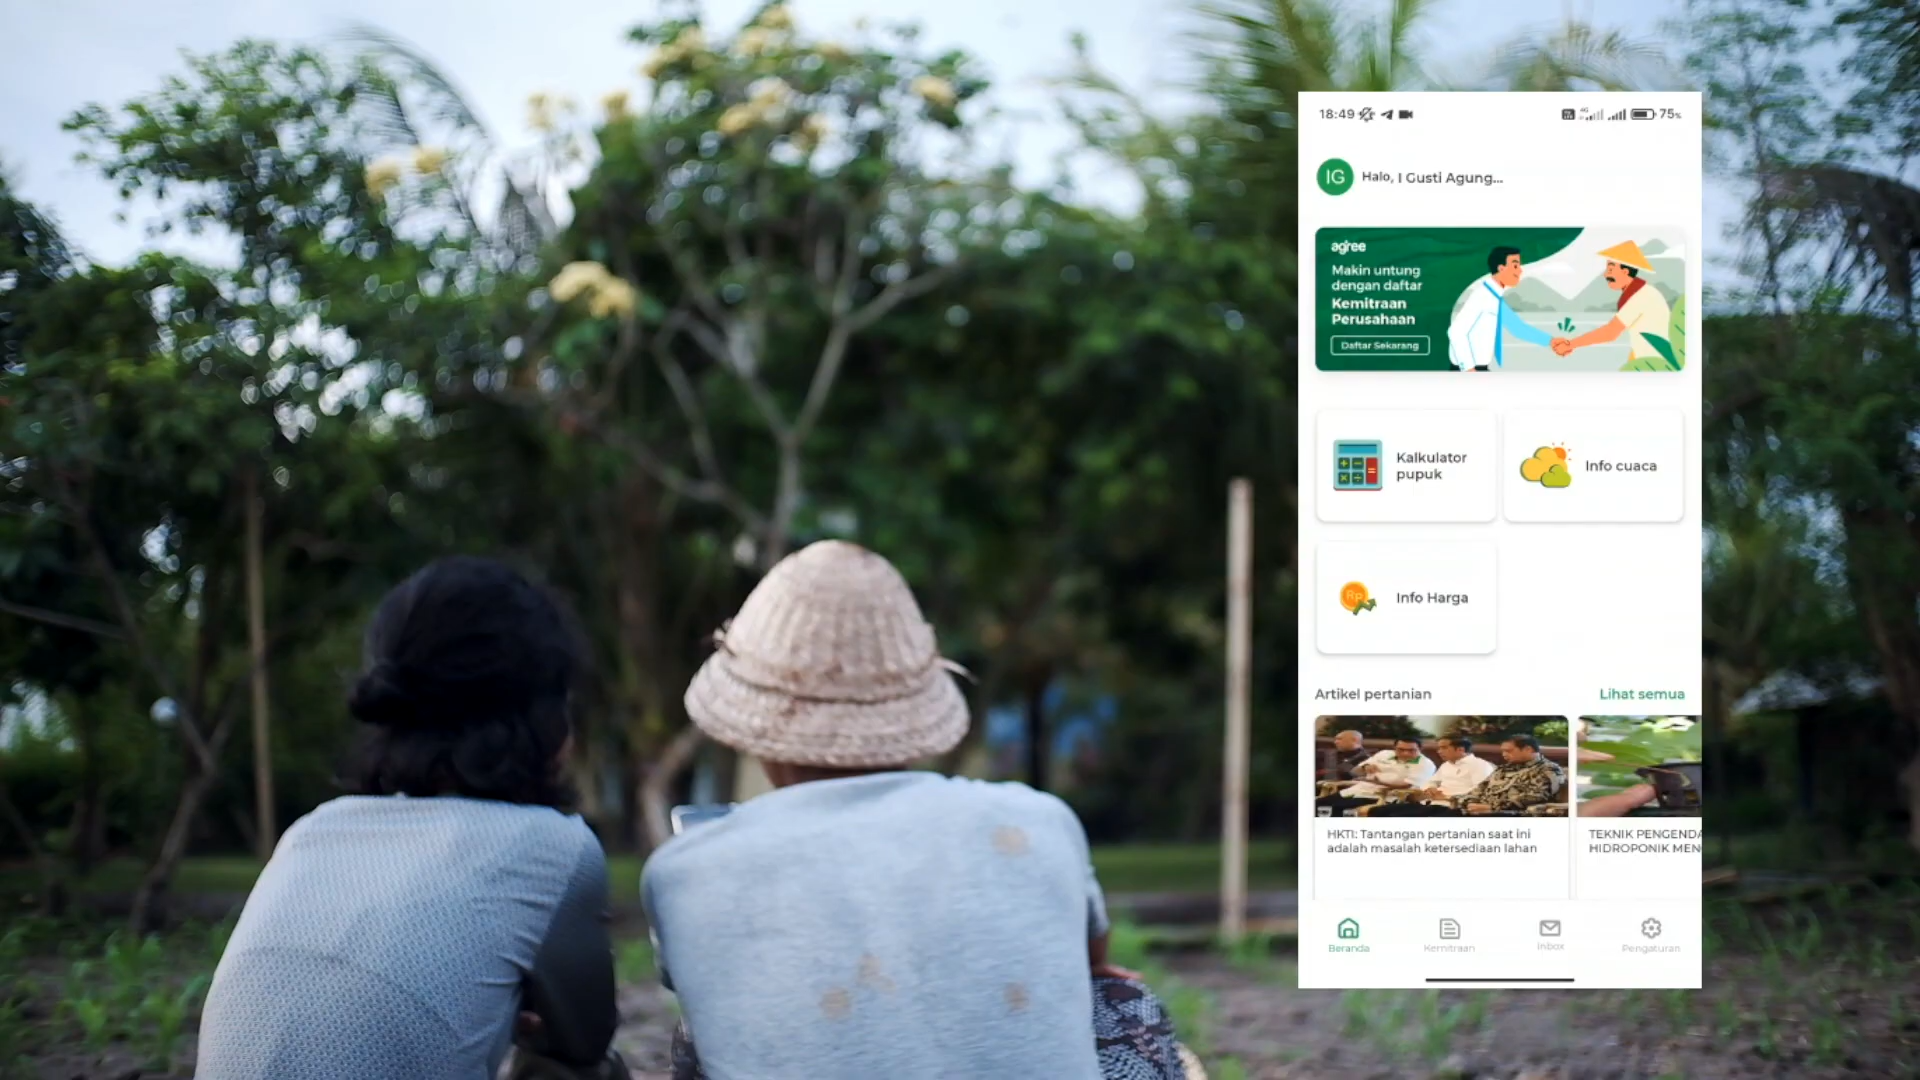 18:49
75%
IG
Halo, I Gusti Agung...
agree
Makin untung
dengan daftar
Kemitraan
Perusahaan
Daftar Sekarang
Kalkulator
pupuk
Info cuaca
Rp
Info Harga
Artikel pertanian
Lihat semua
HKTI: Tantangan pertanian saat ini
adalah masalah ketersediaan lahan
TEKNIK PENGENDA
HIDROPONIK MEN
Beranda
Kemitraan
Inbox
Pengaturan